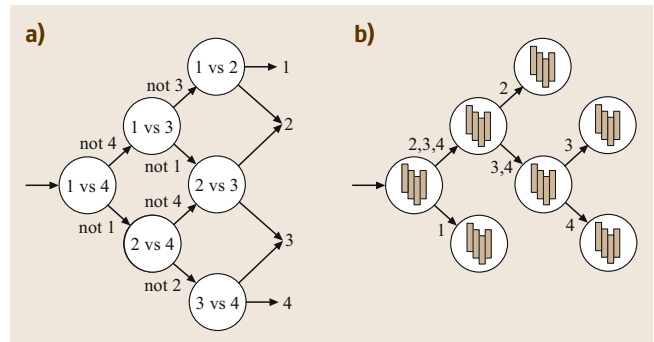 a)
1 vs 2
1
not 3
1 vs 3
2
not 4
not 1
1 vs 4
2 vs 3
not 4
not 1
2 vs 4
3
not 2
3 vs 4
4
b)
2
2,3,4
3
3,4
1
4